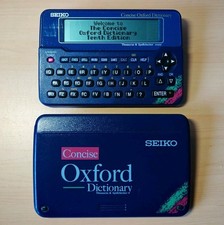 SEIKO
Concise Oxford Dictionary
Welcome to
The Concise
Oxford Dictionary
Tenth Edition
Thesaurus & Spellchecker
Q W E R T Y U I O P
A S D F G H J K L
Z X C V B N M
ENTER
SEIKO
Concise
Oxford
Dictionary
Thesaurus & Spellchecker